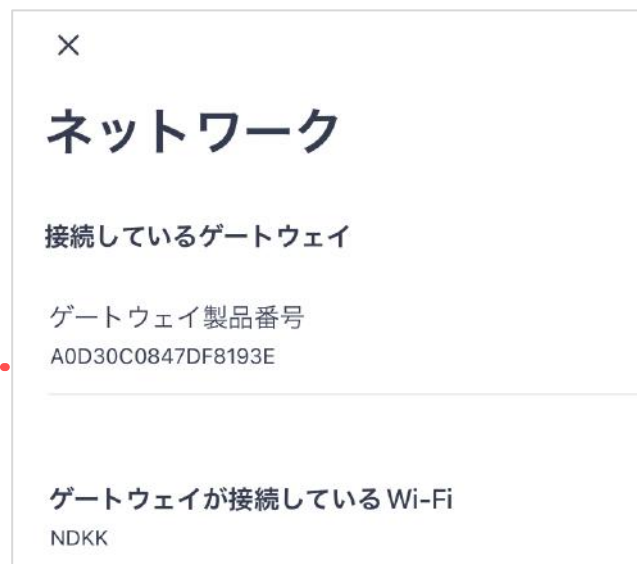 ネットワーク
接続しているゲートウェイ
ゲートウェイ製品番号
A0D30C0847DF8193E
ゲートウェイが接続しているWi-Fi
NDKK